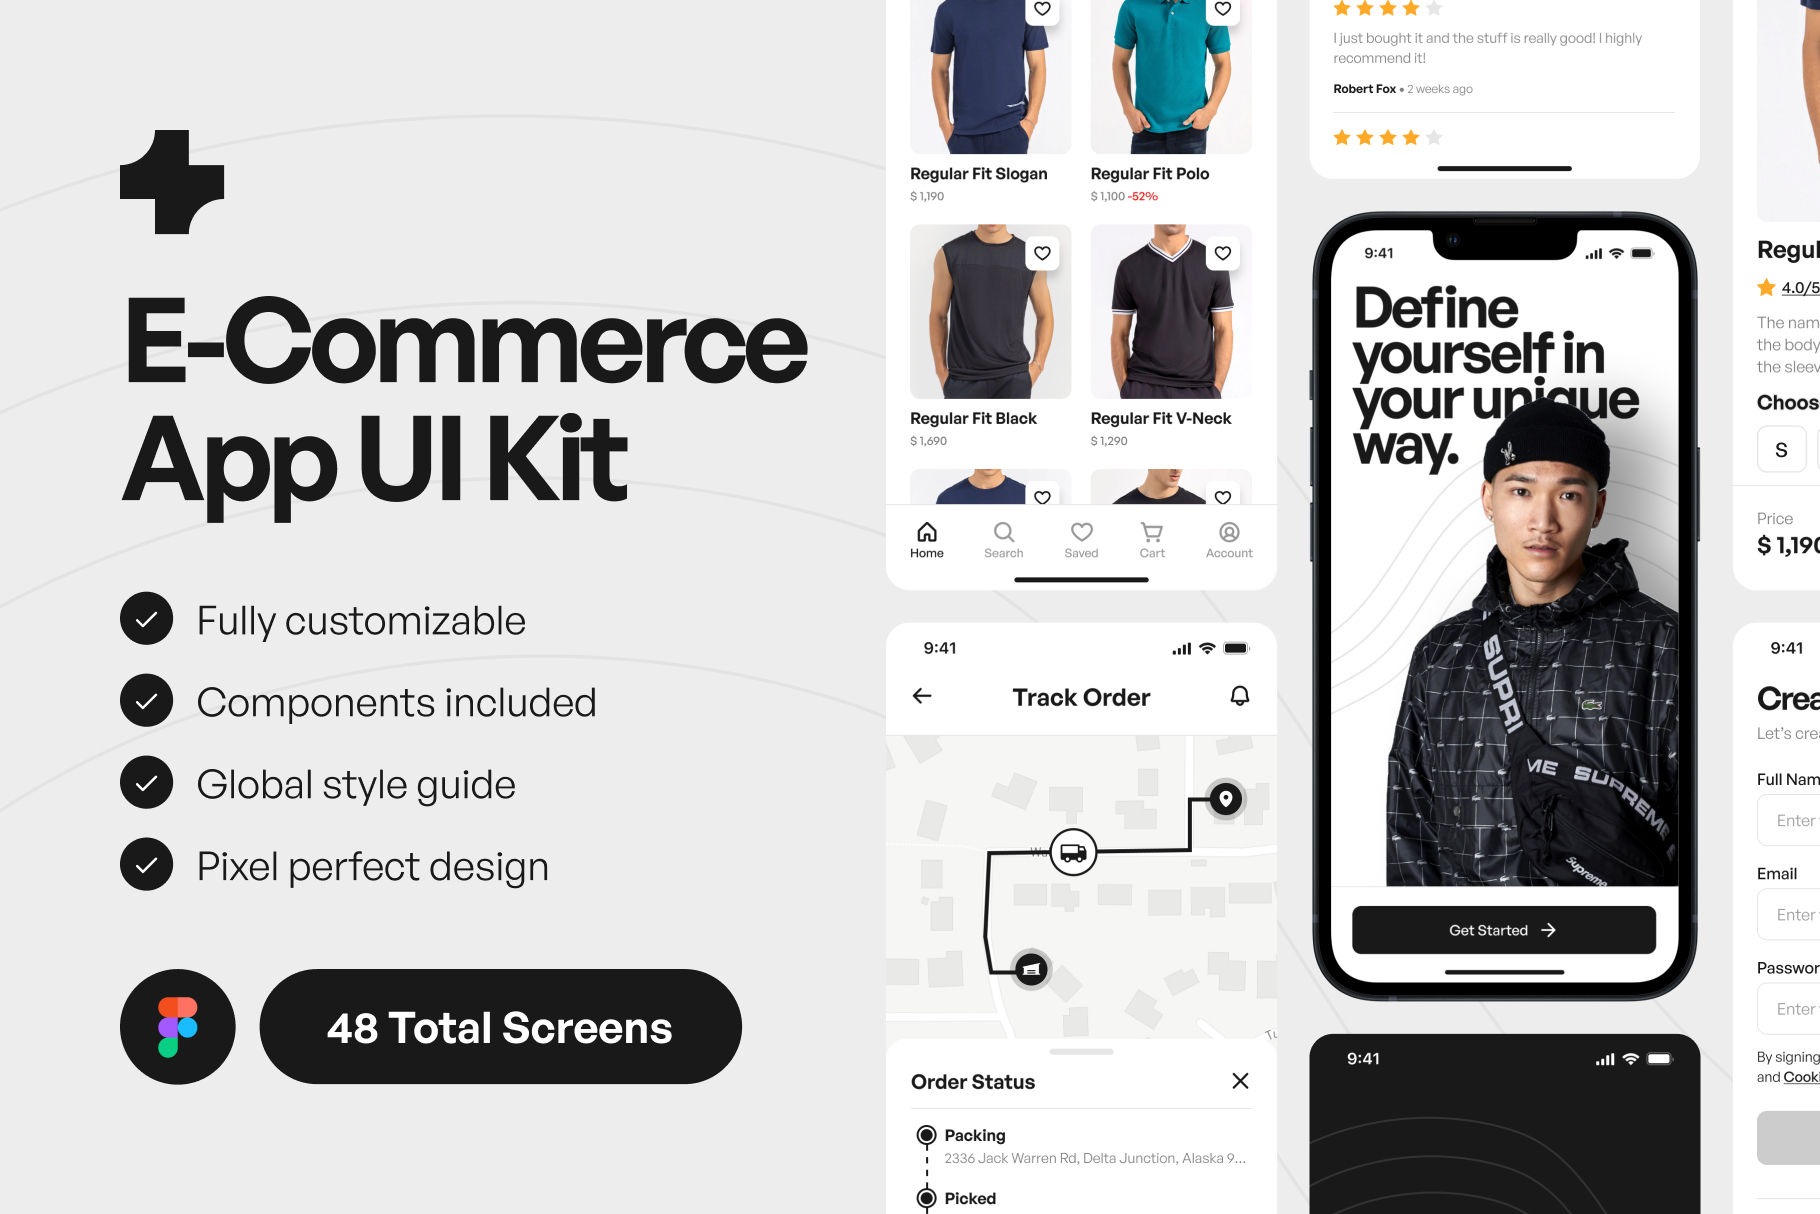 E-Commerce
App UI Kit
Fully customizable
Components included
Global style guide
Pixel perfect design
48 Total Screens
Regular Fit Slogan
$ 1,190
Regular Fit Polo
$ 1,100 -52%
Regular Fit Black
$ 1,690
Regular Fit V-Neck
$ 1,290
Home
Search
Saved
Cart
Account
9:41
Track Order
Order Status
Packing
2336 Jack Warren Rd, Delta Junction, Alaska 9...
Picked
I just bought it and the stuff is really good! I highly
recommend it!
Robert Fox • 2 weeks ago
9:41
Define
yourself in
your unique
way.
SUPRI
ME SUPREME
Supreme
Get Started
9:41
Regul
4.0/5
The nam
the body
the sleev
Choos
S
Price
$ 1,190
9:41
Crea
Let's crea
Full Nam
Enter
Email
Enter
Passwor
Enter
By signing
and Cooki